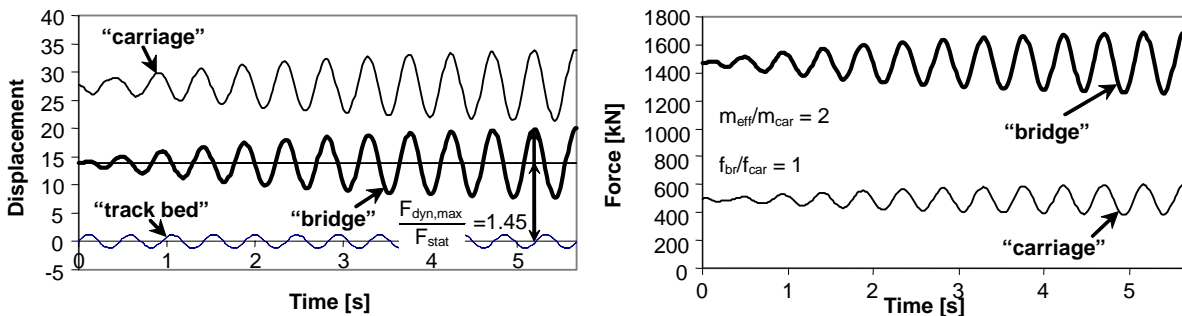 Displacement
40
35
30
25
20
15
10
5
0
-5
0 1 2 3 4 5
Time [s]
“carriage”
“track bed”
“bridge”
F_dyn,max
F_stat
=1.45
Force [kN]
1800
1600
1400
1200
1000
800
600
400
200
0
0 1 2 3 4 5
Time [s]
“bridge”
m_eff/m_car = 2
f_br/f_car = 1
“carriage”